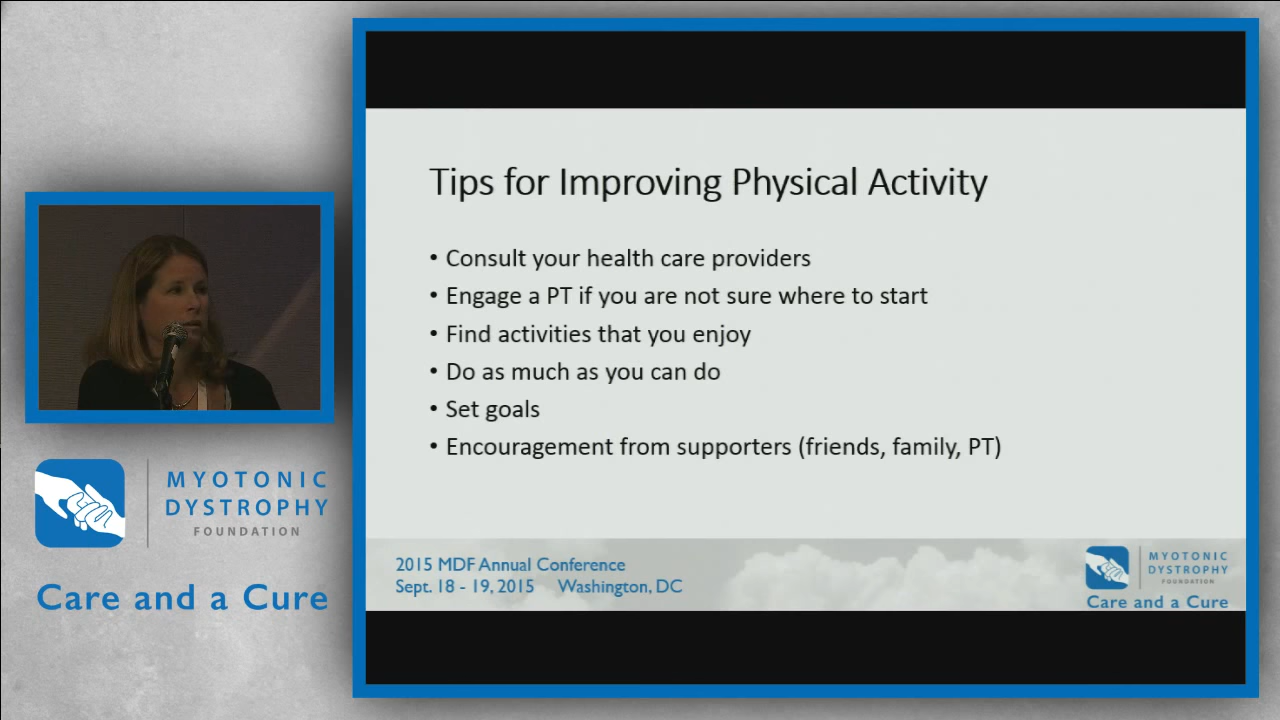 Tips for Improving Physical Activity
• Consult your health care providers
• Engage a PT if you are not sure where to start
• Find activities that you enjoy
• Do as much as you can do
• Set goals
• Encouragement from supporters (friends, family, PT)
2015 MDF Annual Conference
Sept. 18 - 19, 2015 Washington, DC
MYOTONIC
DYSTROPHY
FOUNDATION
Care and a Cure
MYOTONIC
DYSTROPHY
FOUNDATION
Care and a Cure